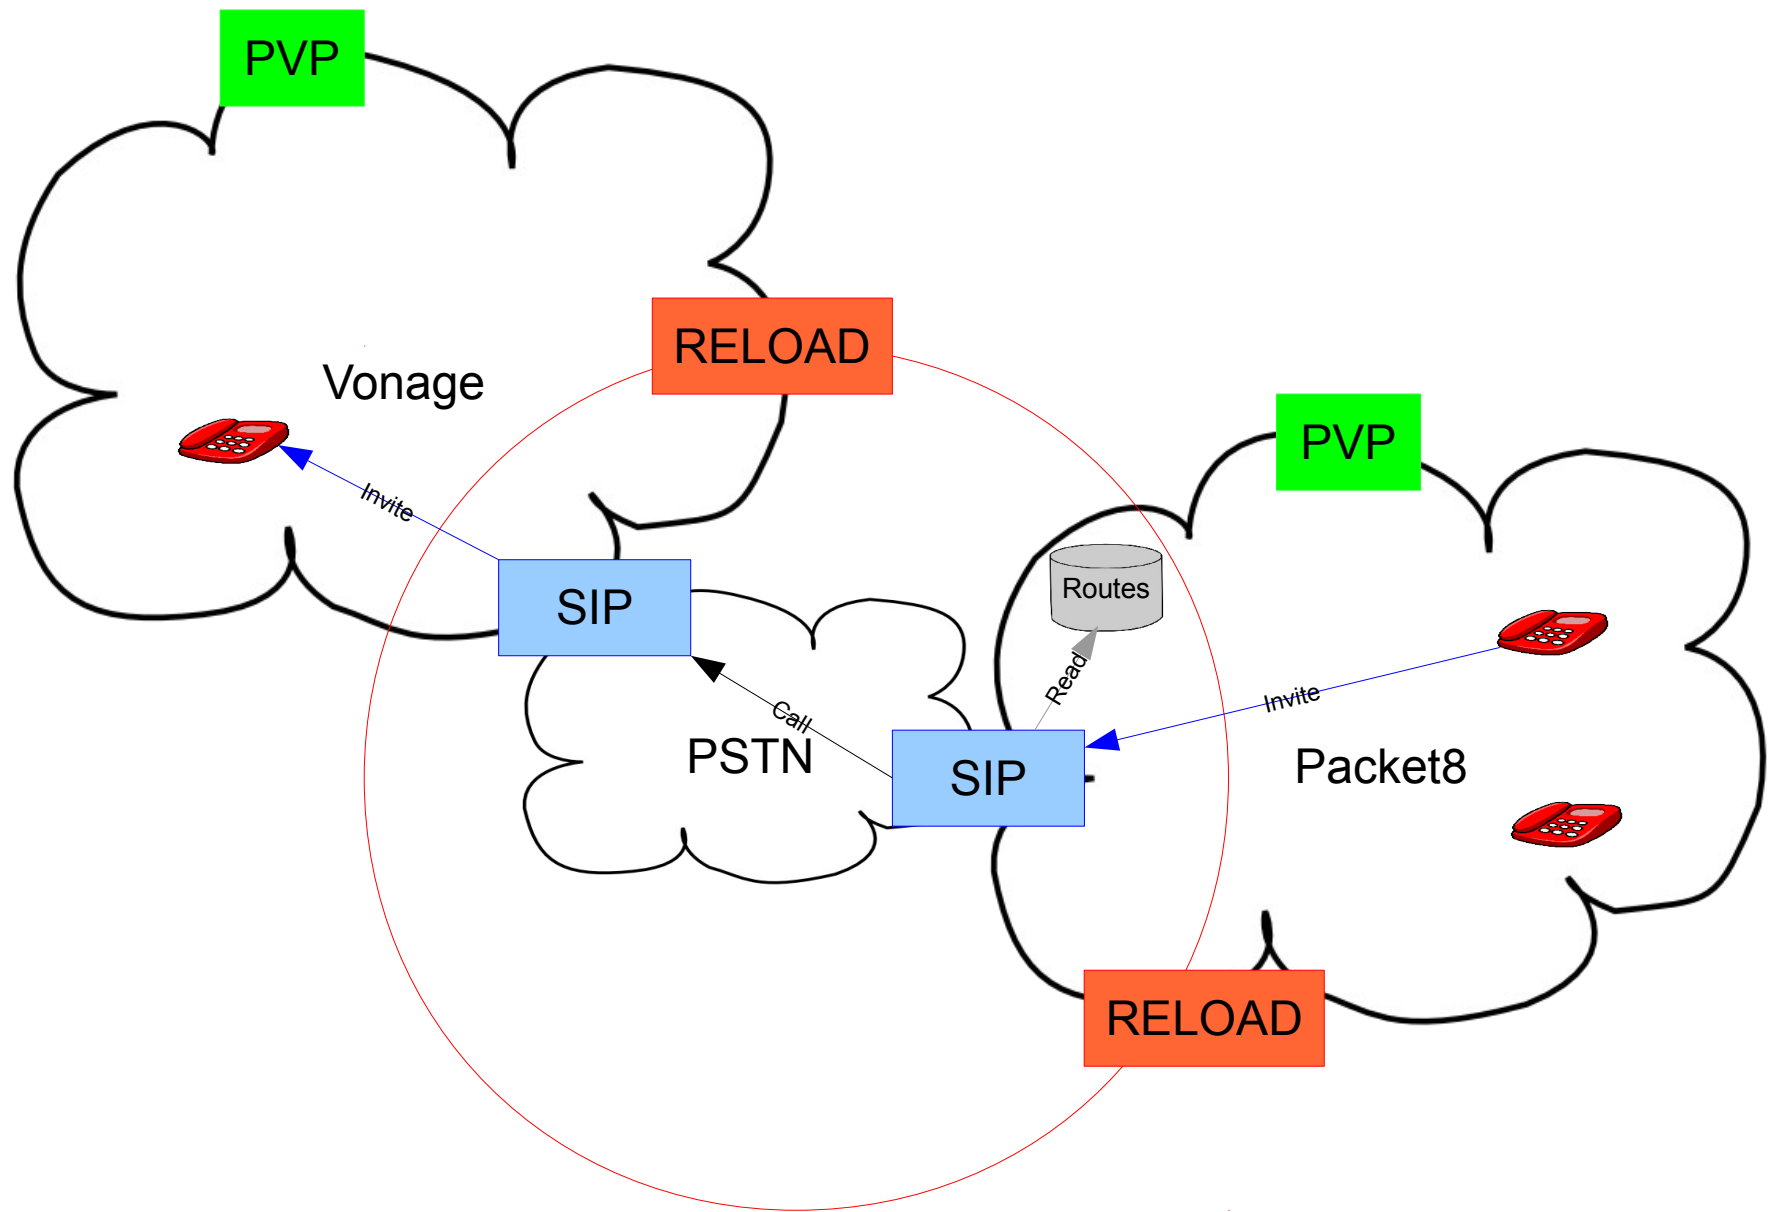 PVP
RELOAD
Vonage
PVP
Invite
Routes
SIP
Read
Invite
Call
PSTN
SIP
Packet8
RELOAD